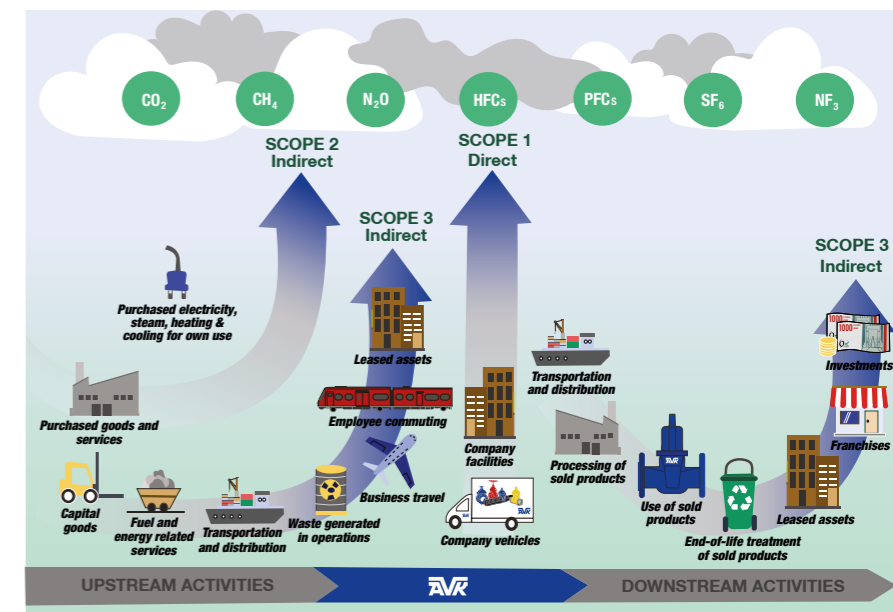 CO₂
CH₄
N₂O
HFCs
PFCs
SF₆
NF₃
SCOPE 2
Indirect
SCOPE 1
Direct
SCOPE 3
Indirect
SCOPE 3
Indirect
Purchased electricity,
steam, heating &
cooling for own use
Leased assets
Transportation
and distribution
1000
1000
Investments
Purchased goods and
services
Employee commuting
Company
facilities
Processing of
sold products
Franchises
Capital
goods
Fuel and
energy related
services
Transportation
and distribution
Waste generated
in operations
Business travel
AVK
Company vehicles
AVK
Use of sold
products
End-of-life treatment
of sold products
Leased assets
UPSTREAM ACTIVITIES
AVK
DOWNSTREAM ACTIVITIES